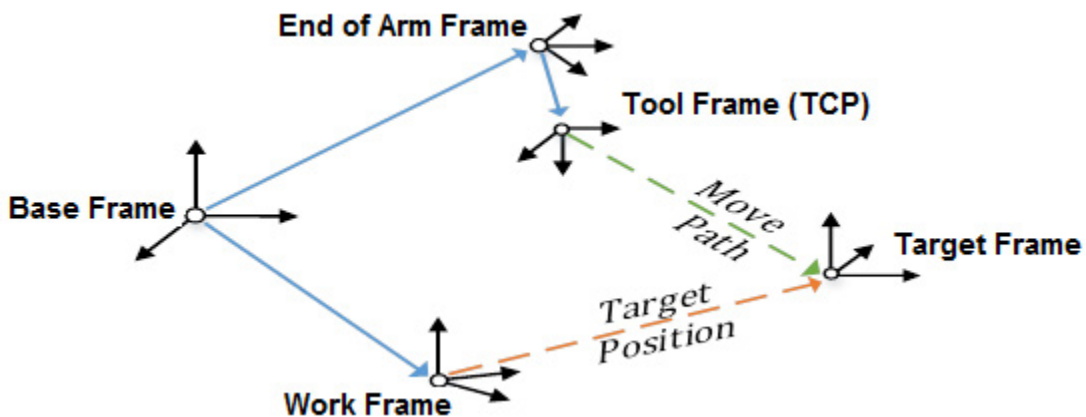 End of Arm Frame
Tool Frame (TCP)
Base Frame
Move
Path
Target Frame
Target
Position
Work Frame